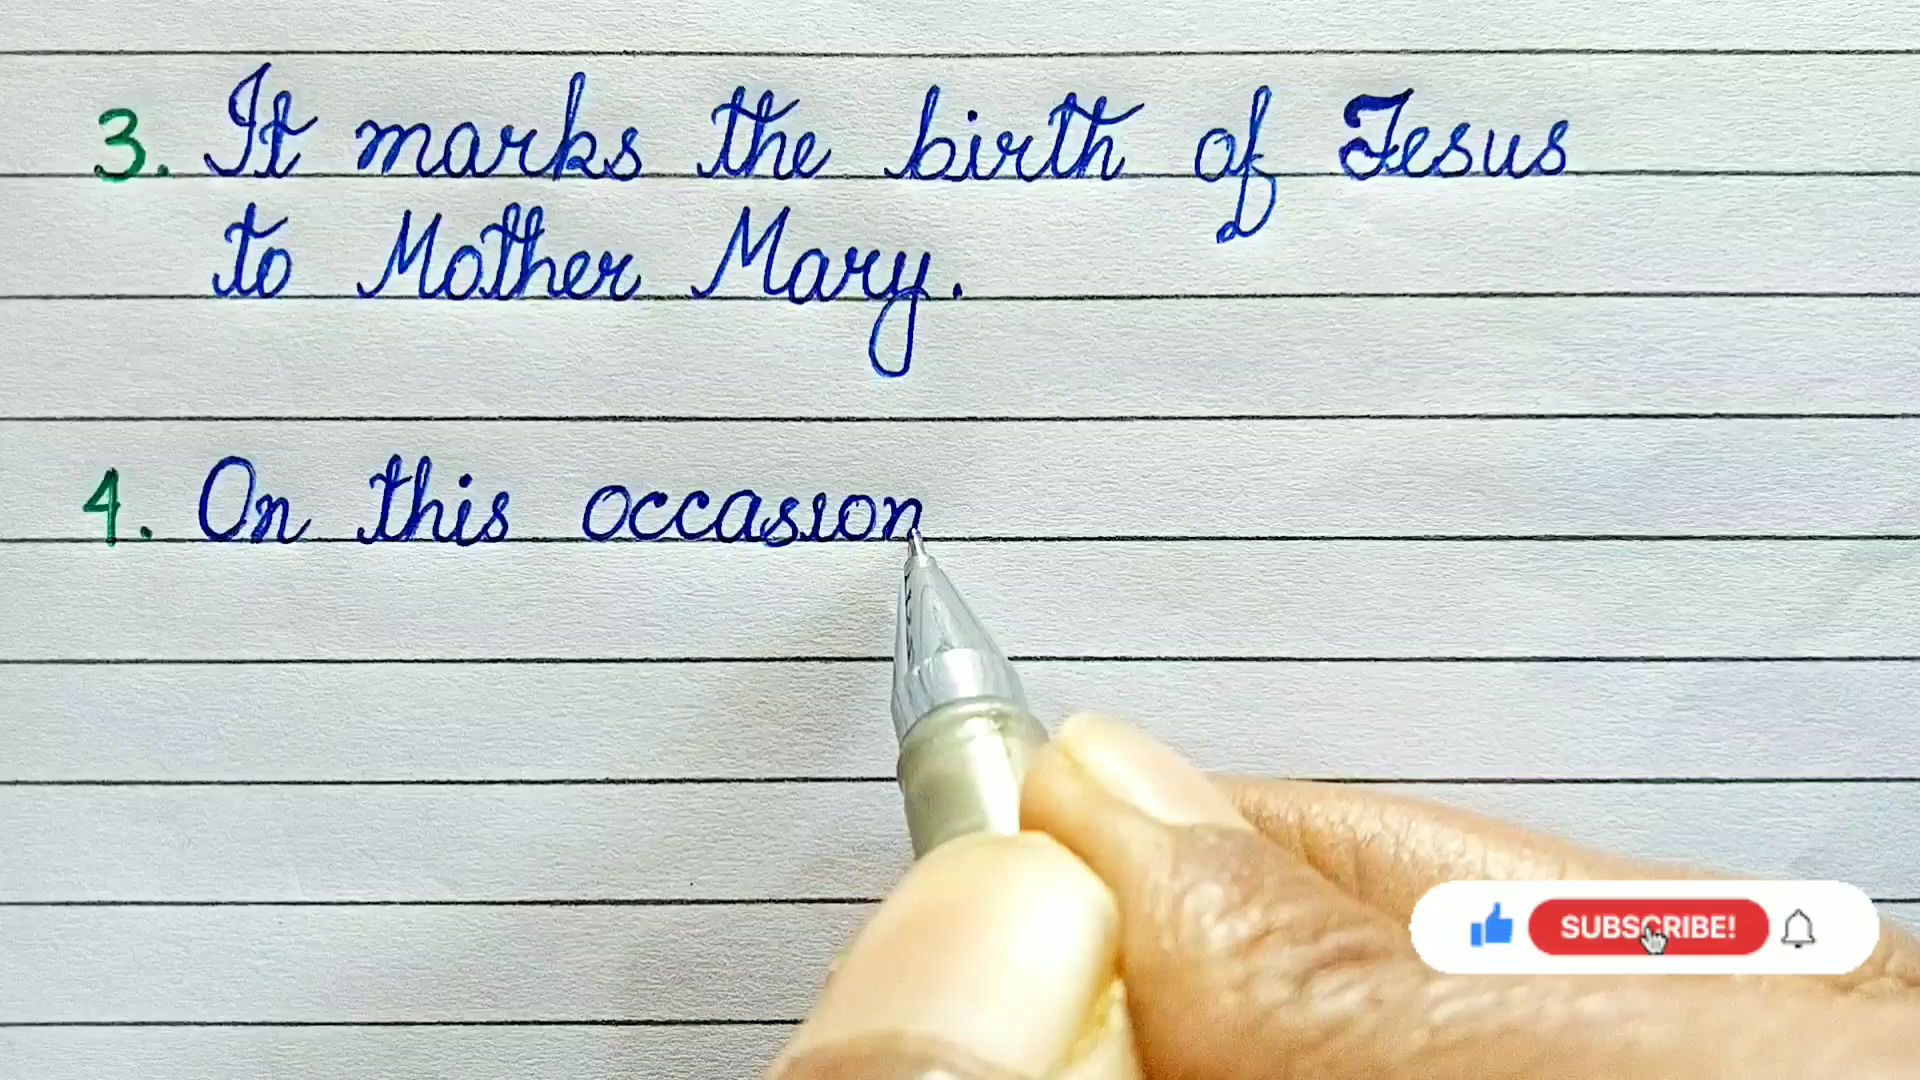 3. It marks the birth of Jesus
to Mother Mary.
4. On this occasion
SUBSCRIBE!